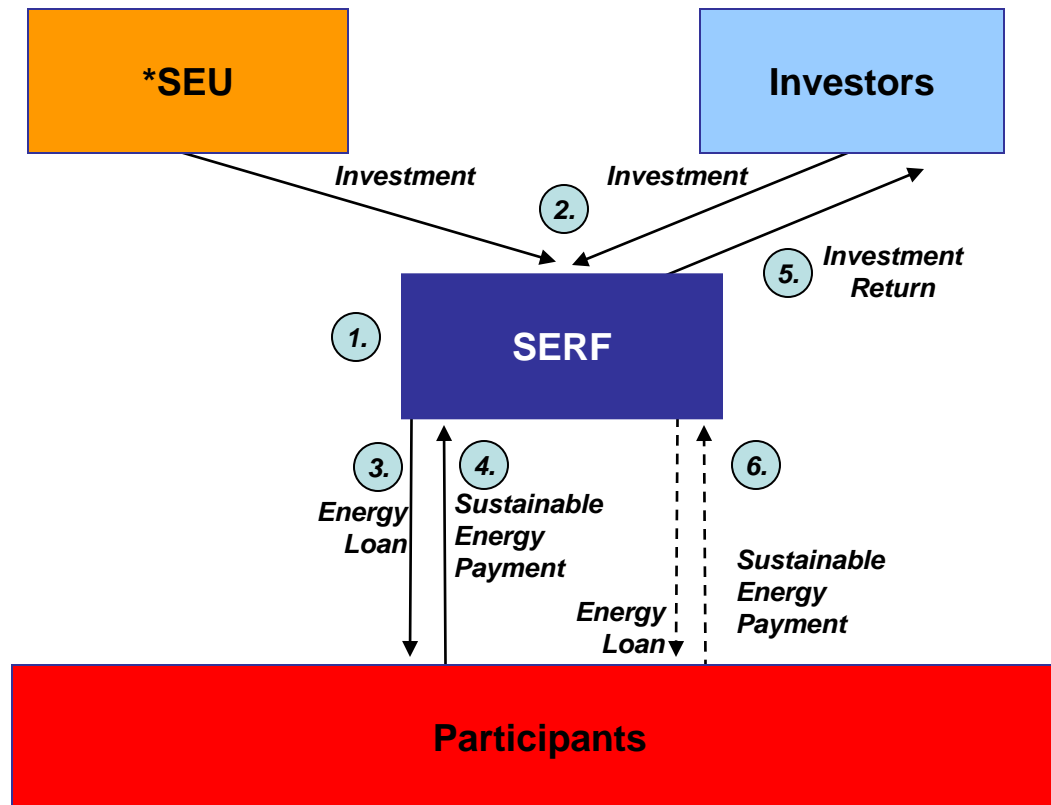 *SEU
Investors
Investment
Investment
2.
5.
Investment
Return
1.
SERF
3.
4.
6.
Energy
Loan
Sustainable
Energy
Payment
Energy
Loan
Sustainable
Energy
Payment
Participants